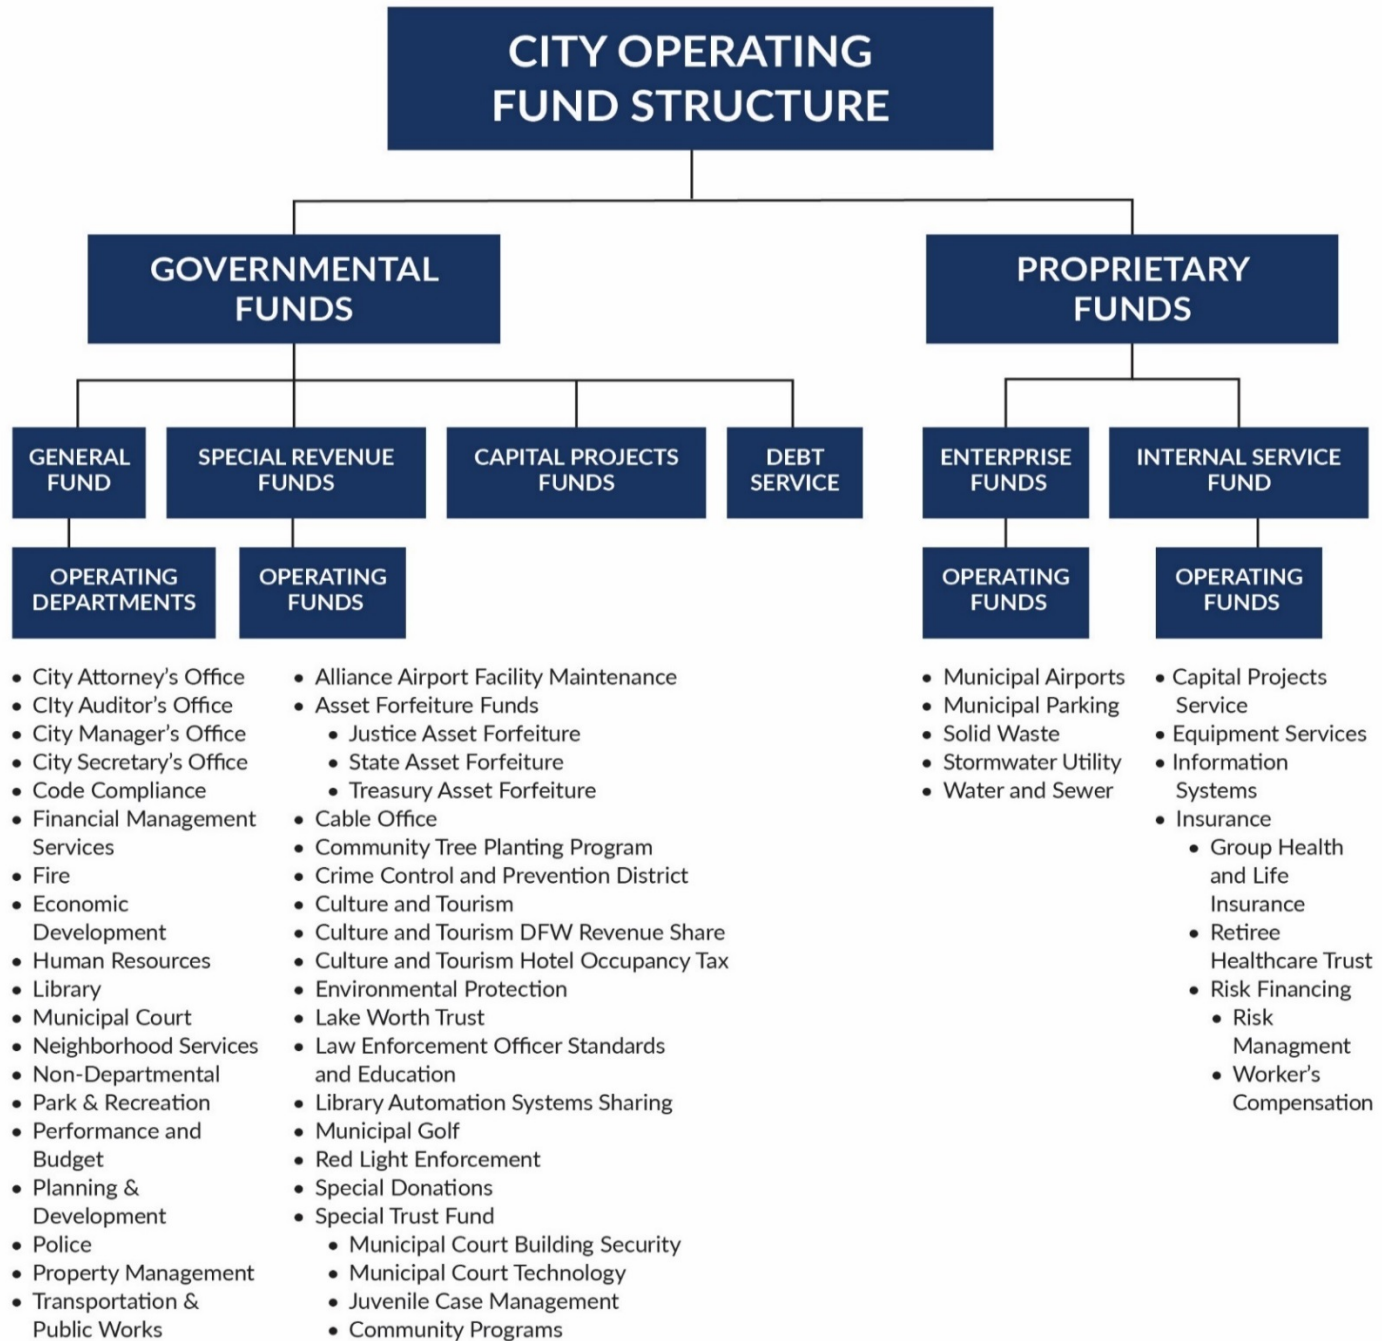 CITY OPERATING
FUND STRUCTURE
GOVERNMENTAL
FUNDS
PROPRIETARY
FUNDS
GENERAL
FUND
SPECIAL REVENUE
FUNDS
CAPITAL PROJECTS
FUNDS
DEBT
SERVICE
ENTERPRISE
FUNDS
INTERNAL SERVICE
FUND
OPERATING
DEPARTMENTS
OPERATING
FUNDS
OPERATING
FUNDS
OPERATING
FUNDS
• City Attorney's Office
• CIty Auditor's Office
• City Manager's Office
• City Secretary's Office
• Code Compliance
• Financial Management
Services
• Fire
• Economic
Development
• Human Resources
• Library
• Municipal Court
• Neighborhood Services
• Non-Departmental
• Park & Recreation
• Performance and
Budget
• Planning &
Development
• Police
• Property Management
• Transportation &
Public Works
• Alliance Airport Facility Maintenance
• Asset Forfeiture Funds
• Justice Asset Forfeiture
• State Asset Forfeiture
• Treasury Asset Forfeiture
• Cable Office
• Community Tree Planting Program
• Crime Control and Prevention District
• Culture and Tourism
• Culture and Tourism DFW Revenue Share
• Culture and Tourism Hotel Occupancy Tax
• Environmental Protection
• Lake Worth Trust
• Law Enforcement Officer Standards
and Education
• Library Automation Systems Sharing
• Municipal Golf
• Red Light Enforcement
• Special Donations
• Special Trust Fund
• Municipal Court Building Security
• Municipal Court Technology
• Juvenile Case Management
• Community Programs
• Municipal Airports
• Municipal Parking
• Solid Waste
• Stormwater Utility
• Water and Sewer
• Capital Projects
Service
• Equipment Services
• Information
Systems
• Insurance
• Group Health
and Life
Insurance
• Retiree
Healthcare Trust
• Risk Financing
• Risk
Managment
• Worker's
Compensation